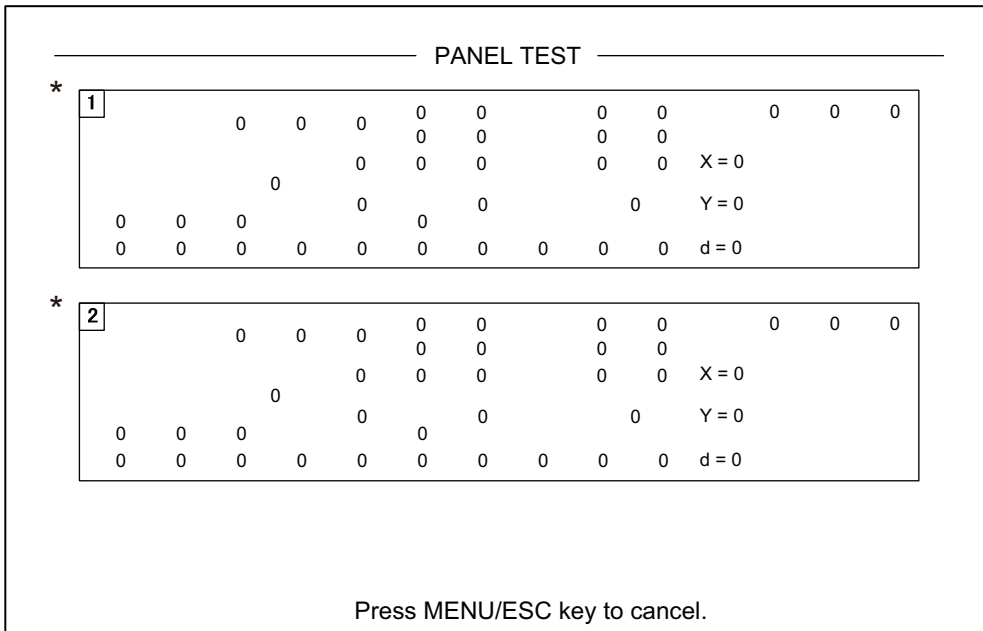 PANEL TEST
*
1
0 0 0 0 0 0 0
0 0 0
0 0 0 0
0 0 0 0 0 X = 0
0
0 0 0 Y = 0
0 0 0 0
0 0 0 0 0 0 0 0 0 0 d = 0
*
2
0 0 0 0 0 0 0
0 0 0
0 0 0 0
0 0 0 0 0 X = 0
0
0 0 0 Y = 0
0 0 0 0
0 0 0 0 0 0 0 0 0 0 d = 0
Press MENU/ESC key to cancel.